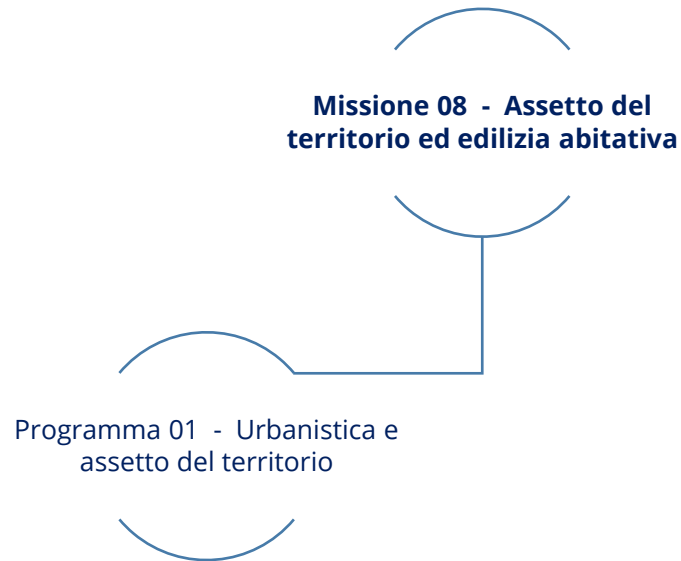 Missione 08 - Assetto del
territorio ed edilizia abitativa
Programma 01 - Urbanistica e
assetto del territorio